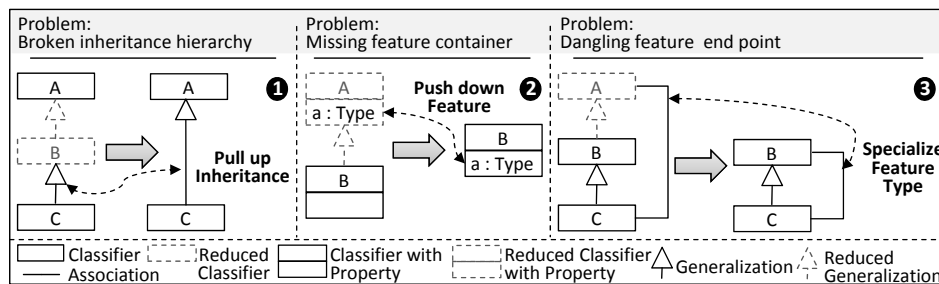 Problem:
Broken inheritance hierarchy
A
A
B
C
C
Pull up
Inheritance
1
Problem:
Missing feature container
A
a : Type
B
Push down
Feature
B
a : Type
2
Problem:
Dangling feature end point
A
B
C
B
C
Specialize
Feature
Type
3
Classifier
Association
Reduced
Classifier
Classifier with
Property
Reduced Classifier
with Property
Generalization
Reduced
Generalization